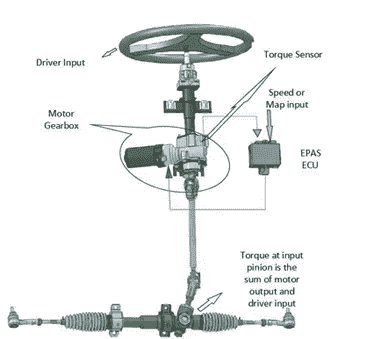 Driver Input
Torque Sensor
Speed or
Map input
Motor
Gearbox
EPAS
ECU
Torque at input
pinion is the
sum of motor
output and
driver input